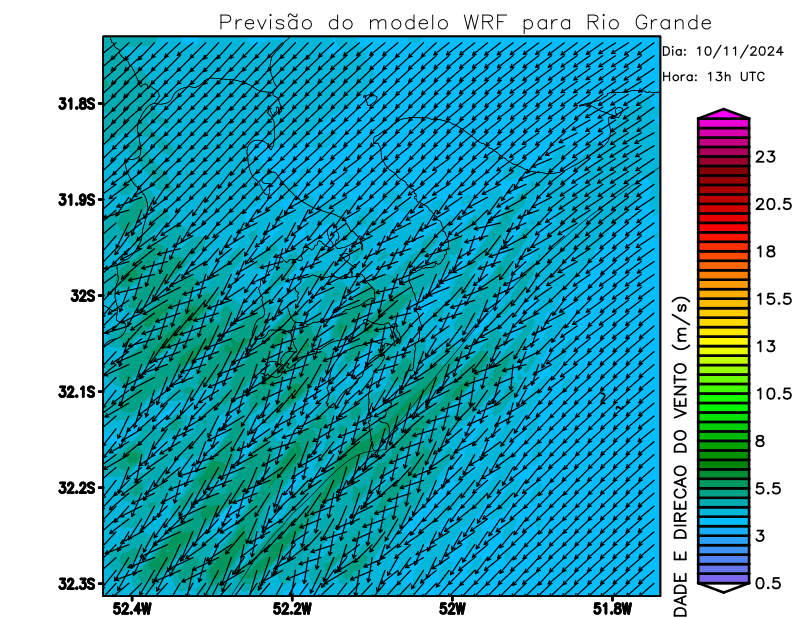 Previsão do modelo WRF para Rio Grande
Dia: 10/11/2024
Hora: 13h UTC
31.8S
31.9S
32S
32.1S
32.2S
32.3S
52.4W
52.2W
52W
51.8W
DADE E DIRECAO DO VENTO (m/s)
23
20.5
18
15.5
13
10.5
8
5.5
3
0.5